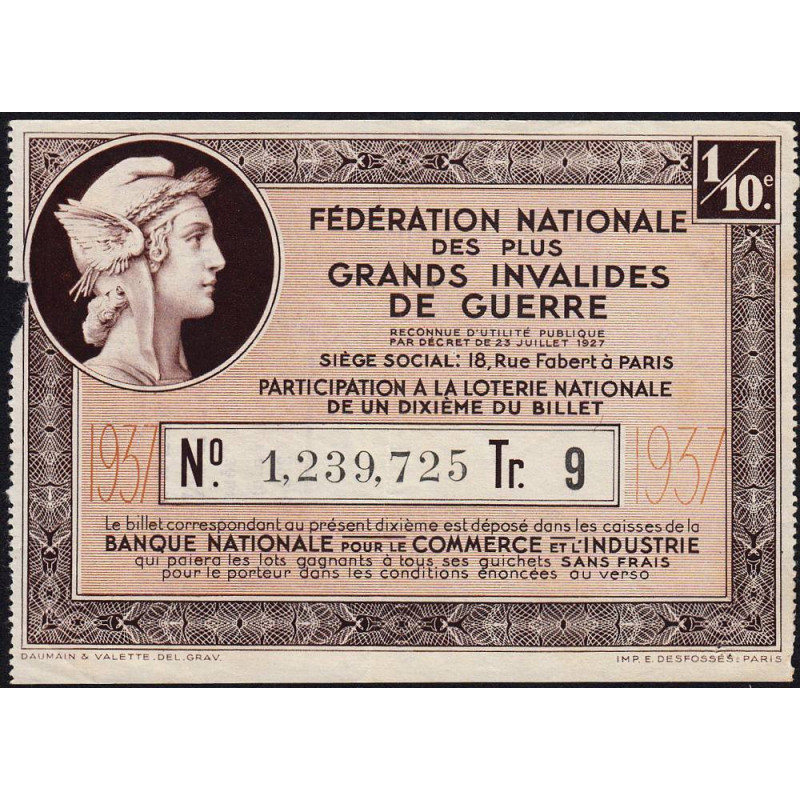 1/10e.
FÉDÉRATION NATIONALE
DES PLUS
GRANDS INVALIDES
DE GUERRE
RECONNUE D'UTILITÉ PUBLIQUE
PAR DÉCRET DE 23 JUILLET 1927
SIÈGE SOCIAL: 18, Rue Fabert à PARIS
PARTICIPATION A LA LOTERIE NATIONALE
DE UN DIXIÈME DU BILLET
1937 No. 1,239,725 Tr. 9 1937
Le billet correspondant au présent dixième est déposé dans les caisses de la
BANQUE NATIONALE POUR LE COMMERCE ET L'INDUSTRIE
qui paiera les lots gagnants à tous ses guichets SANS FRAIS
pour le porteur dans les conditions énoncées au verso
DAUMAIN & VALETTE.DEL.GRAV. IMP. E. DESFOSSÉS: PARIS